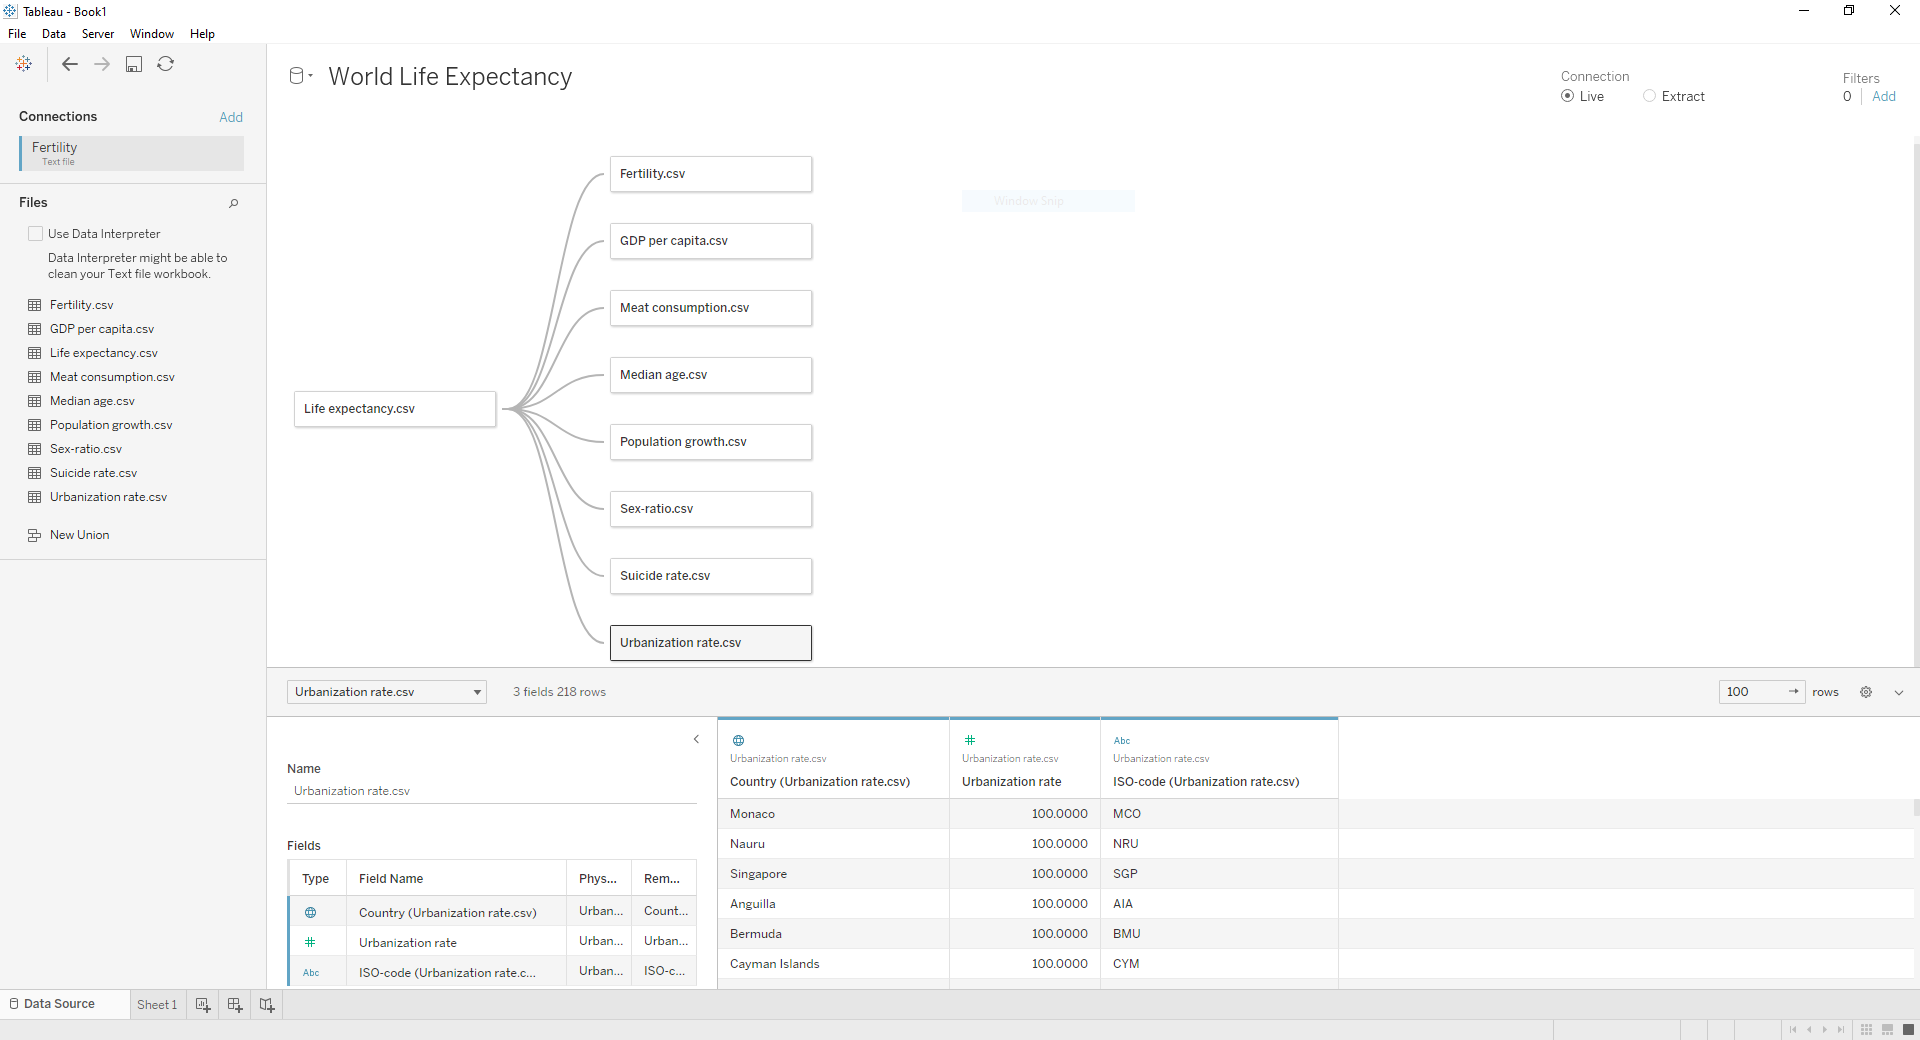 Tableau - Book1
File Data Server Window Help
World Life Expectancy
Connection
Live
Extract
Filters
0 Add
Connections Add
Fertility
Text file
Files
Use Data Interpreter
Data Interpreter might be able to
clean your Text file workbook.
Fertility.csv
GDP per capita.csv
Life expectancy.csv
Meat consumption.csv
Median age.csv
Population growth.csv
Sex-ratio.csv
Suicide rate.csv
Urbanization rate.csv
New Union
Window Snip
Life expectancy.csv
Fertility.csv
GDP per capita.csv
Meat consumption.csv
Median age.csv
Population growth.csv
Sex-ratio.csv
Suicide rate.csv
Urbanization rate.csv
Urbanization rate.csv 3 fields 218 rows 100 rows
Name
Urbanization rate.csv
Fields
Type Field Name Phys... Rem...
Country (Urbanization rate.csv) Urban... Count...
Urbanization rate Urban... Urban...
Abc ISO-code (Urbanization rate.c... Urban... ISO-c...
Abc
Urbanization rate.csv Urbanization rate.csv Urbanization rate.csv
Country (Urbanization rate.csv) Urbanization rate ISO-code (Urbanization rate.csv)
Monaco 100.0000 MCO
Nauru 100.0000 NRU
Singapore 100.0000 SGP
Anguilla 100.0000 AIA
Bermuda 100.0000 BMU
Cayman Islands 100.0000 CYM
Data Source Sheet 1